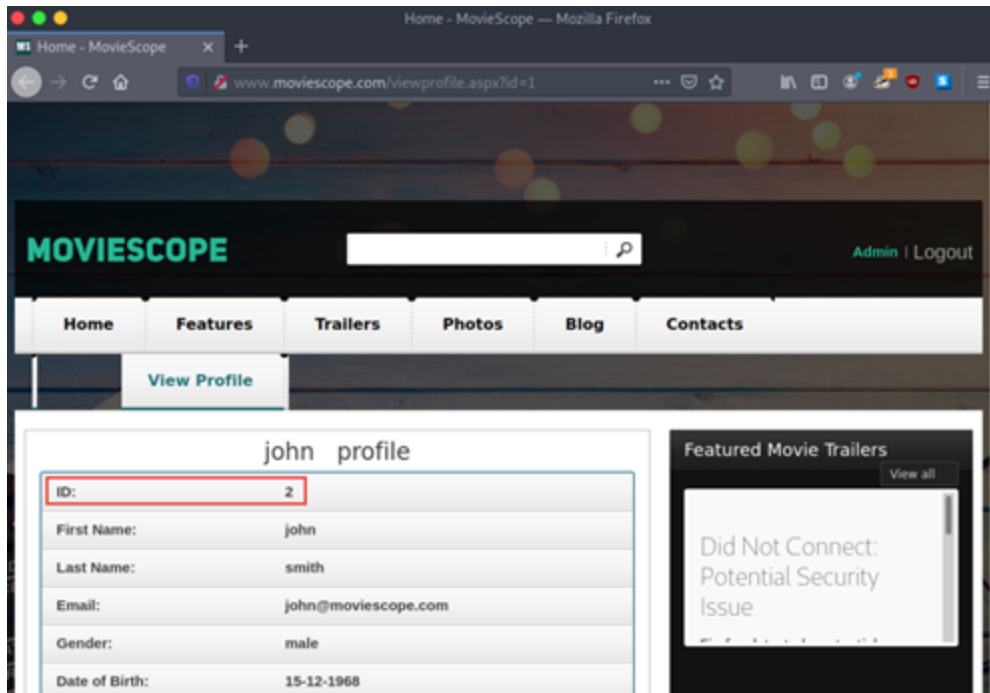 Home - MovieScope — Mozilla Firefox
MS Home - MovieScope
www.moviescope.com/viewprofile.aspx?id=1
MOVIESCOPE
Admin | Logout
Home Features Trailers Photos Blog Contacts
View Profile
john profile
ID: 2
First Name: john
Last Name: smith
Email: john@moviescope.com
Gender: male
Date of Birth: 15-12-1968
Featured Movie Trailers
View all
Did Not Connect:
Potential Security
Issue